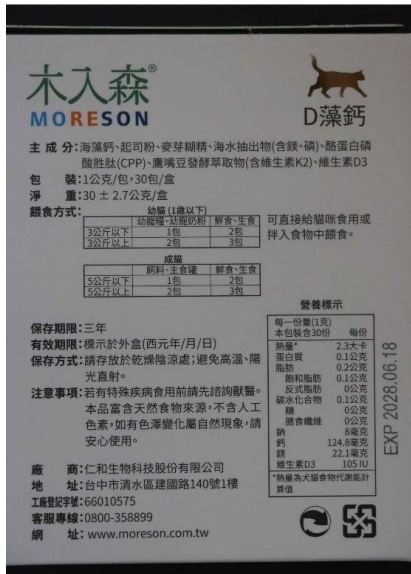 木入森®
MORESON
D藻鈣
主成分:海藻鈣、起司粉、麥芽糊精、海水抽出物(含鎂、磷)、酪蛋白磷
酸胜肽(CPP)、鷹嘴豆發酵萃取物(含維生素K2)、維生素D3
包裝:1公克/包,30包/盒
淨重:30 ± 2.7公克/盒
餵食方式:
幼貓 (1歲以下)
幼寵糧、幼寵奶粉 鮮食、生食
3公斤以下 1包 2包
3公斤以上 2包 3包
可直接給貓咪食用或
拌入食物中餵食。
成貓
飼料、主食罐 鮮食、生食
5公斤以下 1包 2包
5公斤以上 2包 3包
保存期限:三年
有效期限:標示於外盒(西元年/月/日)
保存方式:請存放於乾燥陰涼處;避免高溫、陽
光直射。
注意事項:若有特殊疾病食用前請先諮詢獸醫。
本品富含天然食物來源,不含人工
色素,如有色澤變化屬自然現象,請
安心使用。
廠商:仁和生物科技股份有限公司
地址:台中市清水區建國路140號1樓
工廠登記字號:66010575
客服專線:0800-358899
網址: www.moreson.com.tw
營養標示
每一份量(1克)
本包裝含30份 每份
熱量* 2.3大卡
蛋白質 0.1公克
脂肪 0.2公克
飽和脂肪 0.1公克
反式脂肪 0公克
碳水化合物 0.1公克
糖 0公克
膳食纖維 0公克
鈉 8毫克
鈣 124.8毫克
鎂 22.1毫克
維生素D3 105 IU
*熱量為犬貓食物代謝能計
算值
EXP 2028.06.18